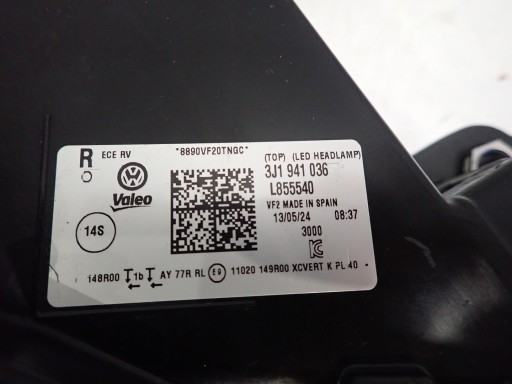 R ECE RV *8890VF20TNGC* (TOP) (LED HEADLAMP)
3J1 941 036
Valeo L855540
VF2 MADE IN SPAIN
14S 13/05/24 08:37
3000
148R00 1b AY 77R RL E9 11020 149R00 XCVERT K PL 40